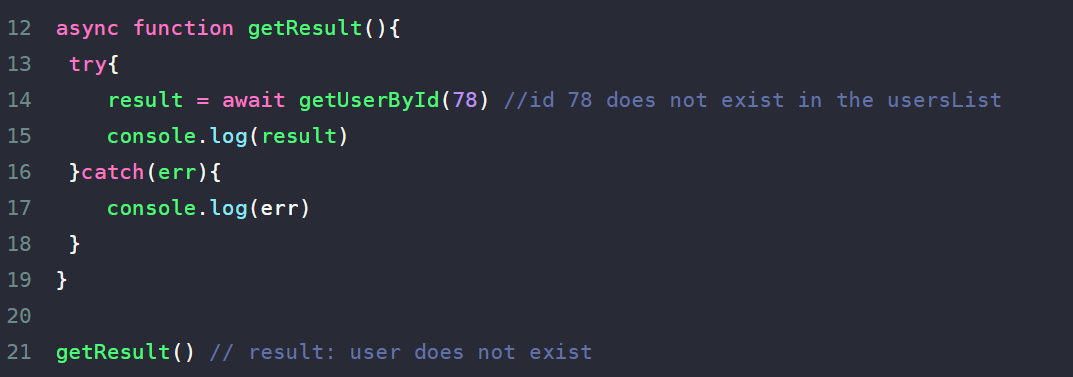 12 async function getResult(){
13  try{
14    result = await getUserById(78) //id 78 does not exist in the usersList
15    console.log(result)
16  }catch(err){
17    console.log(err)
18  }
19 }
20
21 getResult() // result: user does not exist